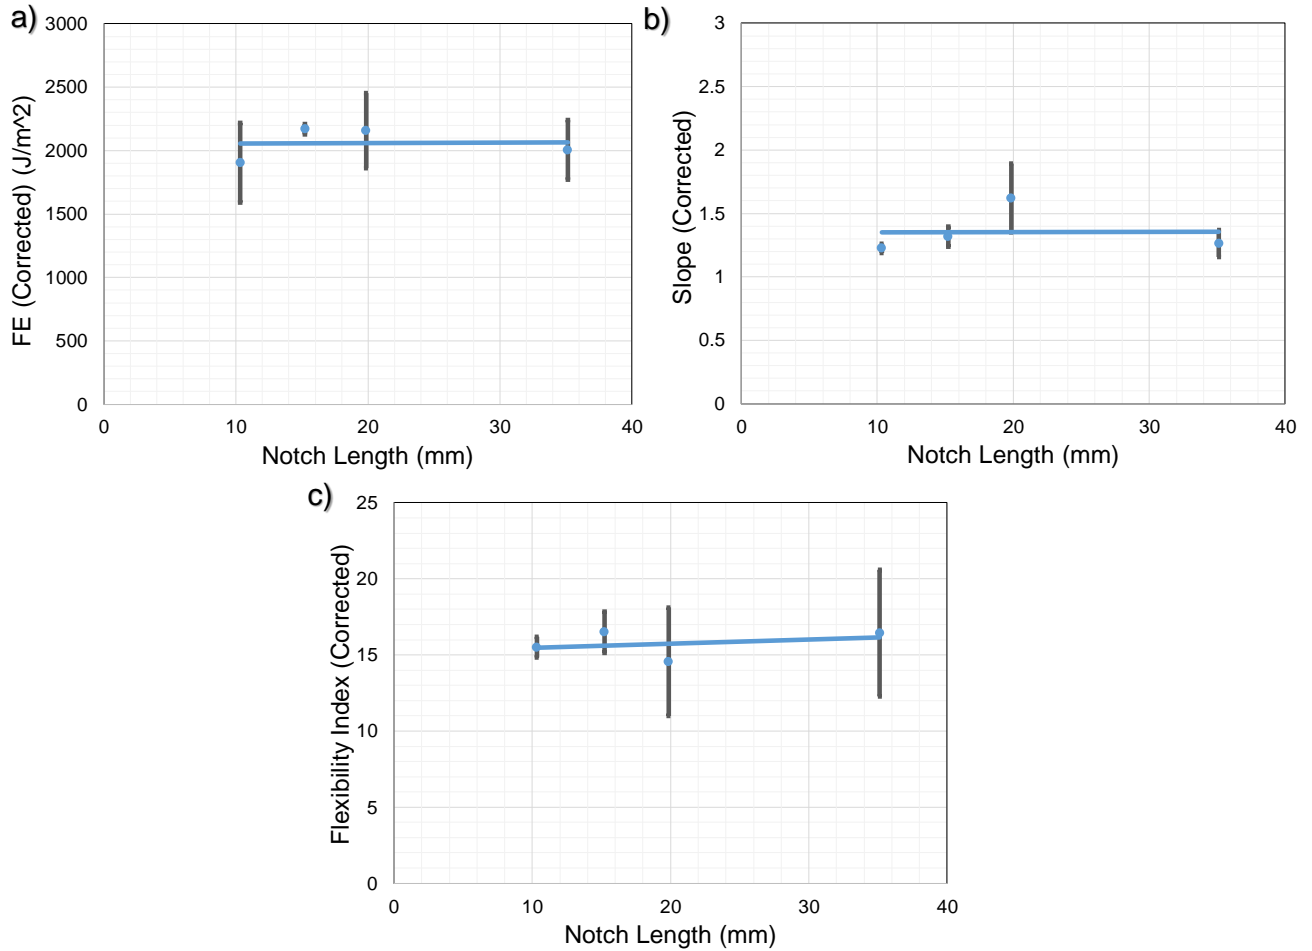 a)
FE (Corrected) (J/m^2)
3000
2500
2000
1500
1000
500
0
0 10 20 30 40
Notch Length (mm)
b)
Slope (Corrected)
3
2.5
2
1.5
1
0.5
0
0 10 20 30 40
Notch Length (mm)
c)
Flexibility Index (Corrected)
25
20
15
10
5
0
0 10 20 30 40
Notch Length (mm)